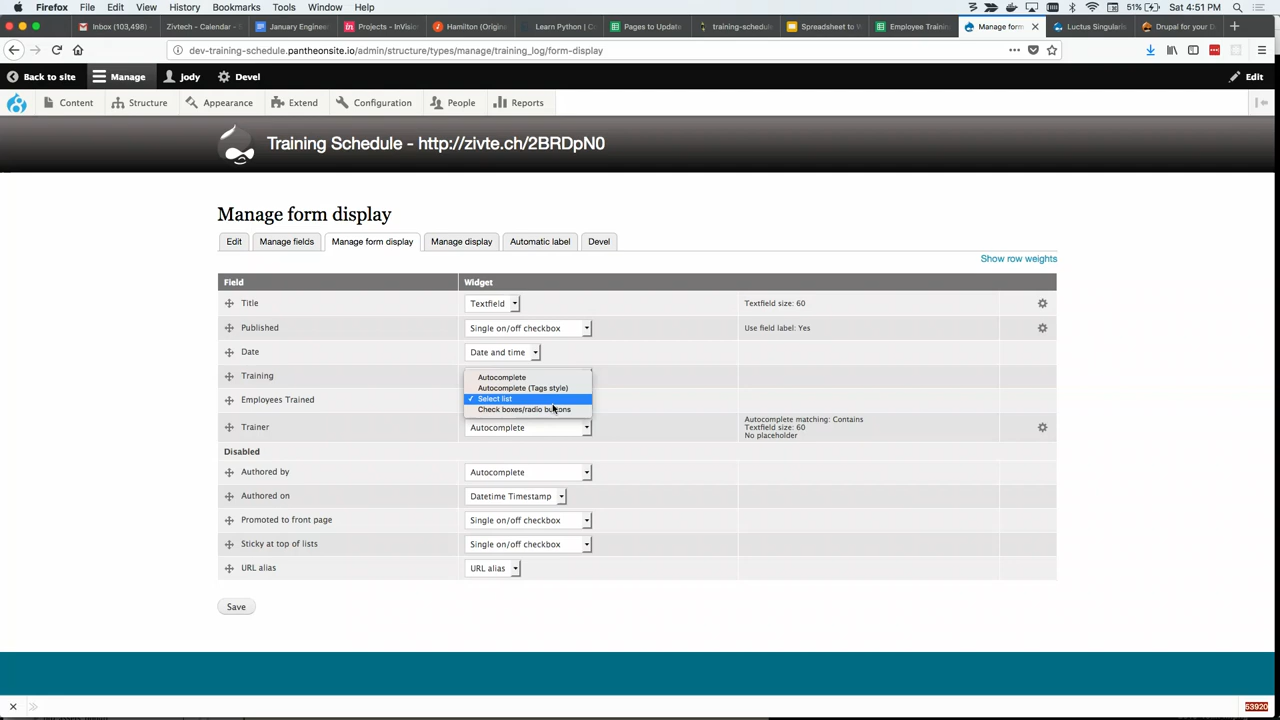 Firefox File Edit View History Bookmarks Tools Window Help 51% Sat 4:51 PM
Inbox (103,498) - Zivtech - Calendar - S January Engineer Projects - InVisio Hamilton (Origin Learn Python | C Pages to Update training-schedule Spreadsheet to W Employee Trainin Manage form Luctus Singularis Drupal for your D
dev-training-schedule.pantheonsite.io/admin/structure/types/manage/training_log/form-display
Back to site Manage Jody Devel Edit
Content Structure Appearance Extend Configuration People Reports
Training Schedule - http://zivte.ch/2BRDpN0
Manage form display
Edit Manage fields Manage form display Manage display Automatic label Devel
Show row weights
Field Widget
Title Textfield Textfield size: 60
Published Single on/off checkbox Use field label: Yes
Date Date and time
Training
Autocomplete
Autocomplete (Tags style)
✓ Select list
Check boxes/radio buttons
Employees Trained
Trainer Autocomplete
Autocomplete matching: Contains
Textfield size: 60
No placeholder
Disabled
Authored by Autocomplete
Authored on Datetime Timestamp
Promoted to front page Single on/off checkbox
Sticky at top of lists Single on/off checkbox
URL alias URL alias
Save
53920